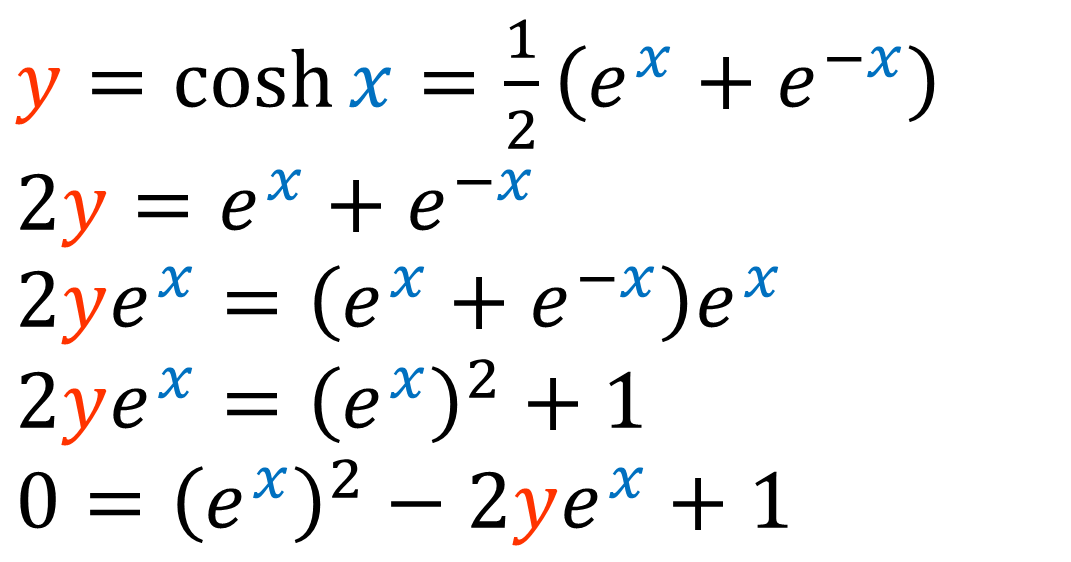 y = cosh x = 1/2 (e^x + e^−x)
2y = e^x + e^−x
2ye^x = (e^x + e^−x)e^x
2ye^x = (e^x)^2 + 1
0 = (e^x)^2 − 2ye^x + 1